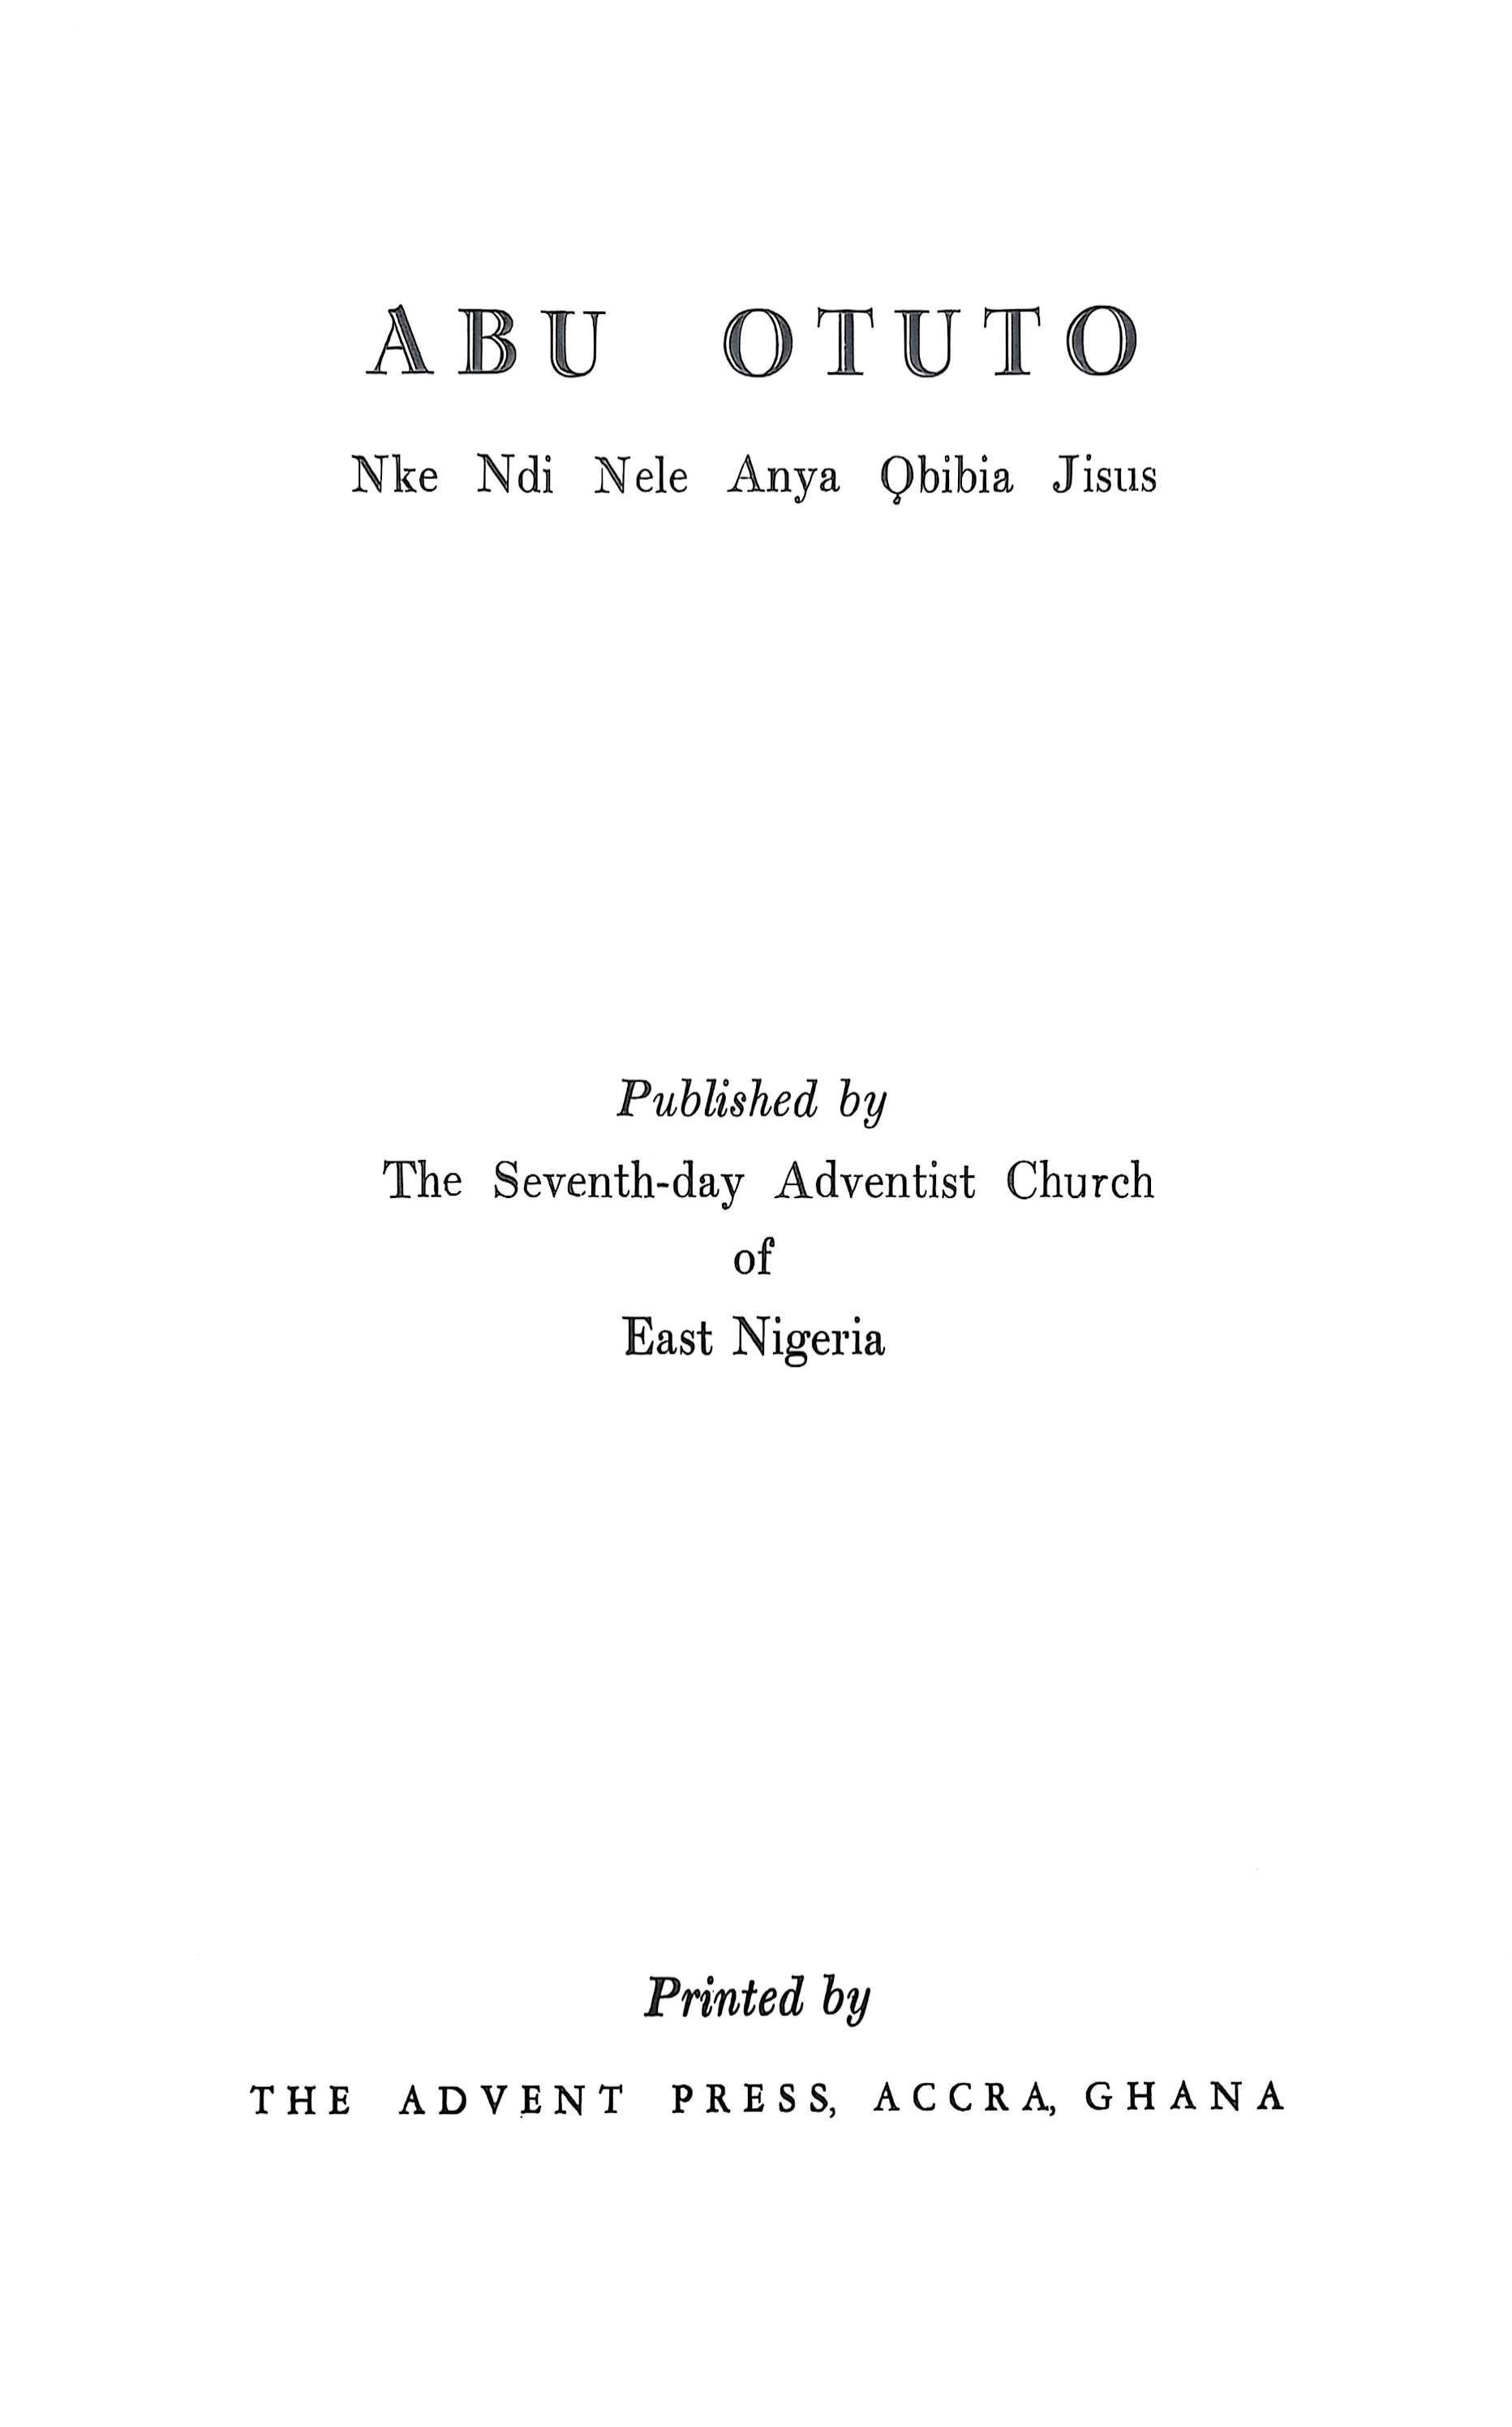 ABU OTUTO
Nke Ndi Nele Anya Ọbibia Jisus
Published by
The Seventh-day Adventist Church
of
East Nigeria
Printed by
THE ADVENT PRESS, ACCRA, GHANA